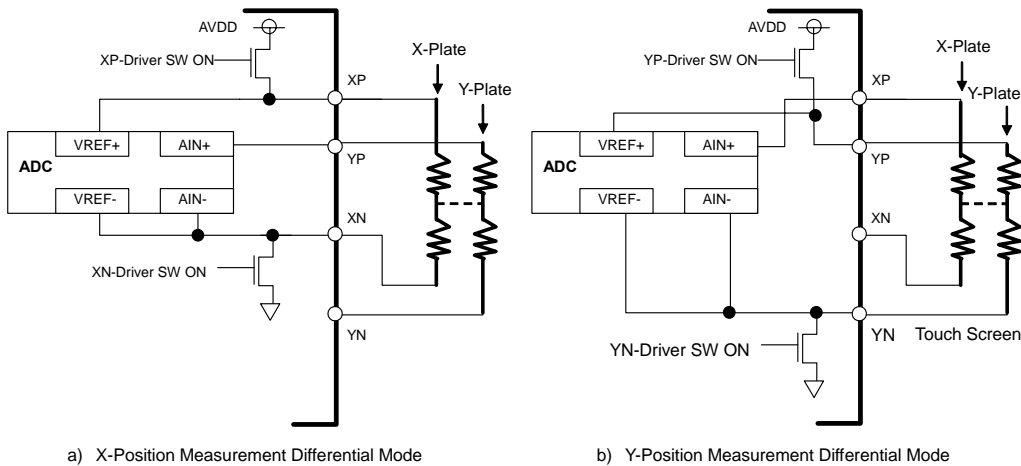 AVDD
XP-Driver SW ON
X-Plate
XP
Y-Plate
VREF+
AIN+
ADC
YP
VREF-
AIN-
XN
XN-Driver SW ON
YN
a) X-Position Measurement Differential Mode
AVDD
YP-Driver SW ON
X-Plate
XP
Y-Plate
VREF+
AIN+
ADC
YP
VREF-
AIN-
XN
YN-Driver SW ON
YN
Touch Screen
b) Y-Position Measurement Differential Mode